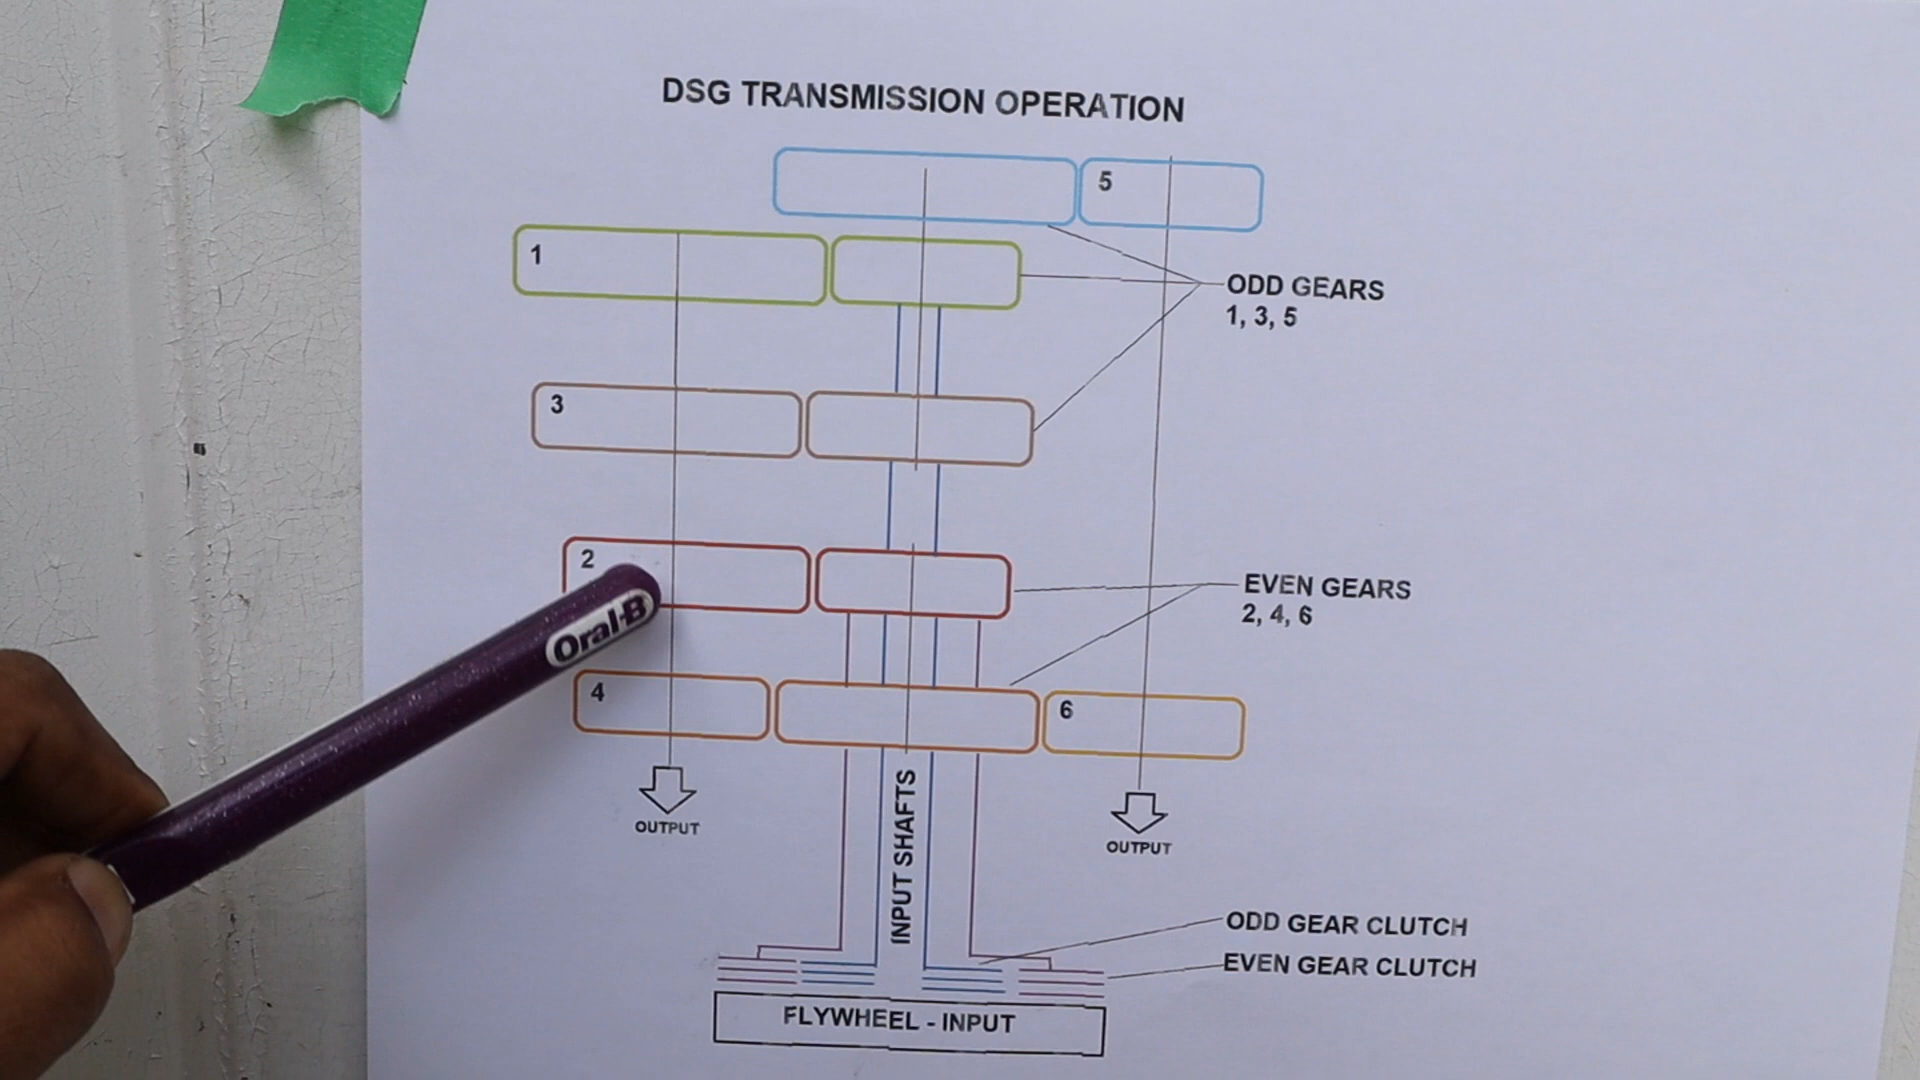 DSG TRANSMISSION OPERATION
5
1
ODD GEARS
1, 3, 5
3
2
EVEN GEARS
2, 4, 6
Oral-B
4
6
OUTPUT
INPUT SHAFTS
OUTPUT
ODD GEAR CLUTCH
EVEN GEAR CLUTCH
FLYWHEEL - INPUT